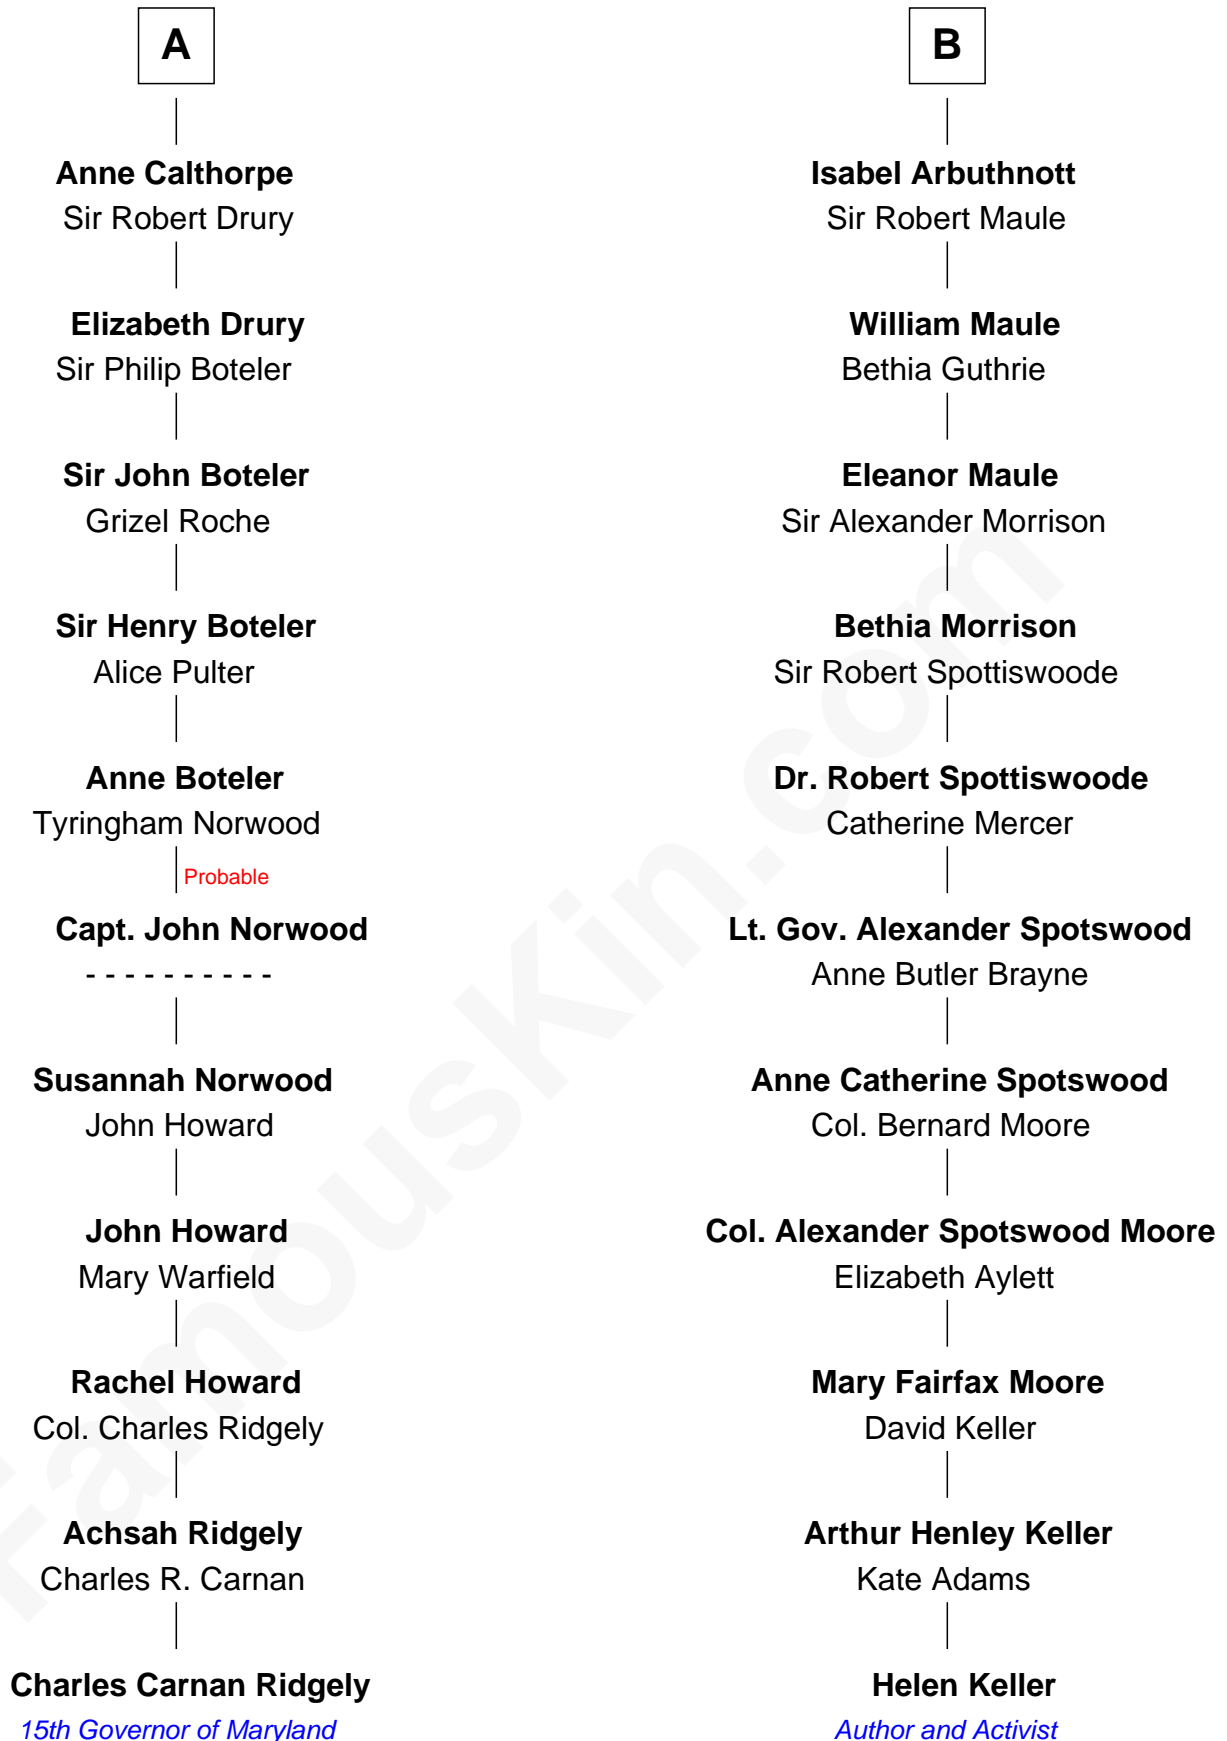 A
Anne Calthorpe
Sir Robert Drury
Elizabeth Drury
Sir Philip Boteler
Sir John Boteler
Grizel Roche
Sir Henry Boteler
Alice Pulter
Anne Boteler
Tyringham Norwood
Probable
Capt. John Norwood
- - - - - - - - - -
Susannah Norwood
John Howard
John Howard
Mary Warfield
Rachel Howard
Col. Charles Ridgely
Achsah Ridgely
Charles R. Carnan
Charles Carnan Ridgely
15th Governor of Maryland
B
Isabel Arbuthnott
Sir Robert Maule
William Maule
Bethia Guthrie
Eleanor Maule
Sir Alexander Morrison
Bethia Morrison
Sir Robert Spottiswoode
Dr. Robert Spottiswoode
Catherine Mercer
Lt. Gov. Alexander Spotswood
Anne Butler Brayne
Anne Catherine Spotswood
Col. Bernard Moore
Col. Alexander Spotswood Moore
Elizabeth Aylett
Mary Fairfax Moore
David Keller
Arthur Henley Keller
Kate Adams
Helen Keller
Author and Activist
FamousKin.com